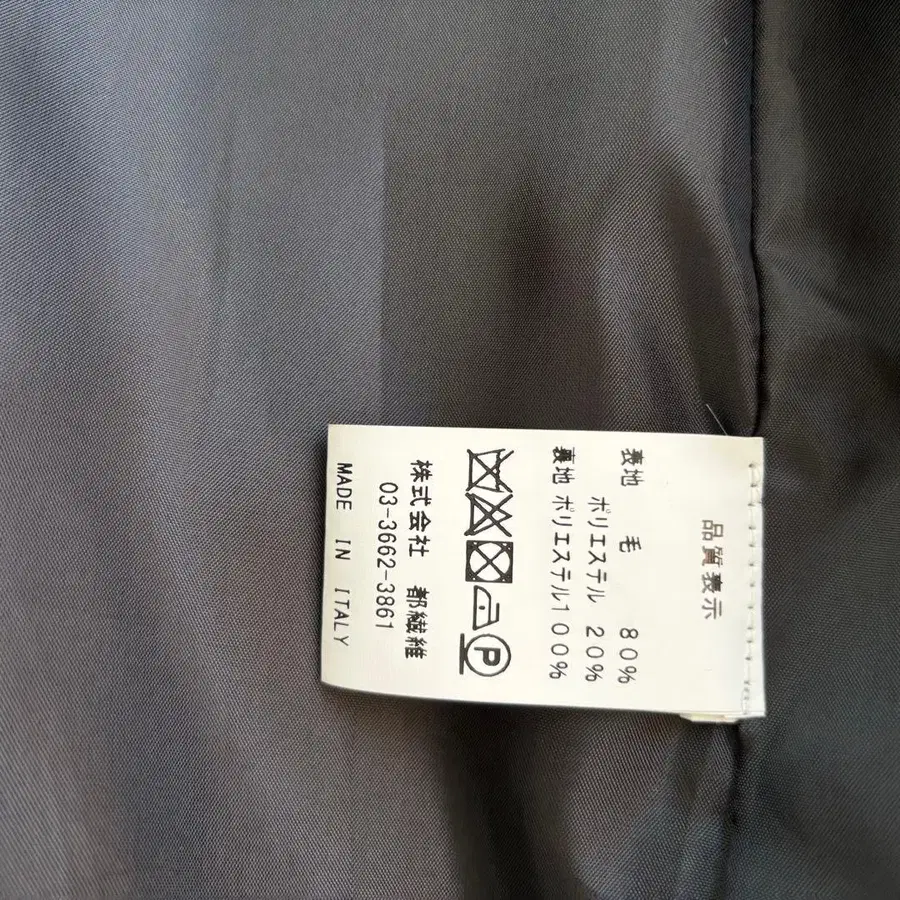 品質表示
表地 毛 80%
ポリエステル 20%
裏地 ポリエステル100%
P
株式会社 都繊維
03-3662-3861
MADE IN ITALY